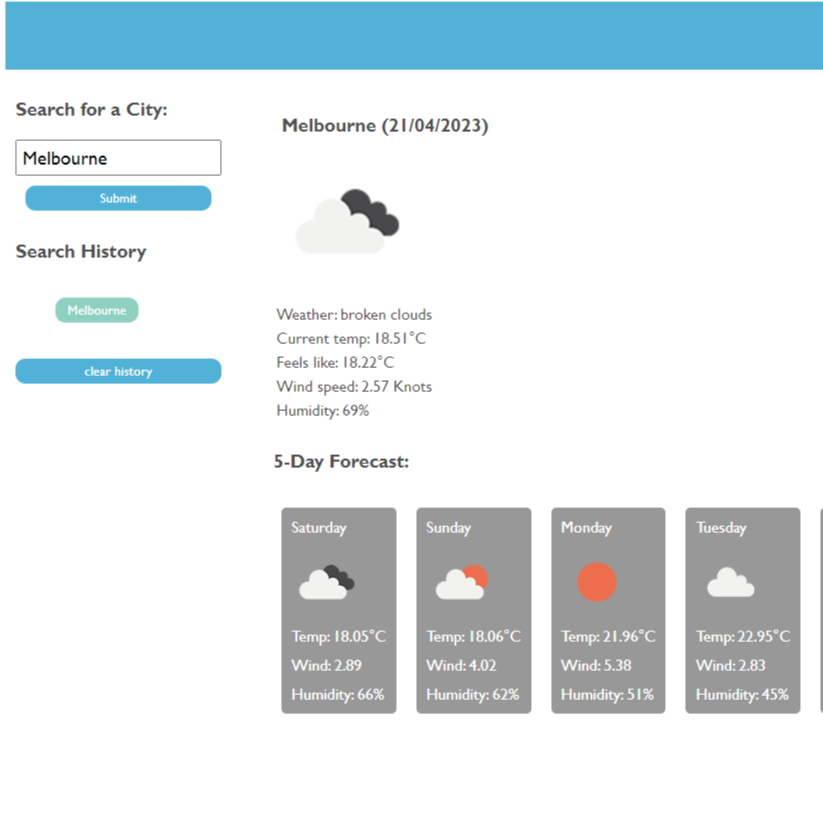 Search for a City:
Melbourne
Submit
Search History
Melbourne
clear history
Melbourne (21/04/2023)
Weather: broken clouds
Current temp: 18.51°C
Feels like: 18.22°C
Wind speed: 2.57 Knots
Humidity: 69%
5-Day Forecast:
Saturday
Temp: 18.05°C
Wind: 2.89
Humidity: 66%
Sunday
Temp: 18.06°C
Wind: 4.02
Humidity: 62%
Monday
Temp: 21.96°C
Wind: 5.38
Humidity: 51%
Tuesday
Temp: 22.95°C
Wind: 2.83
Humidity: 45%